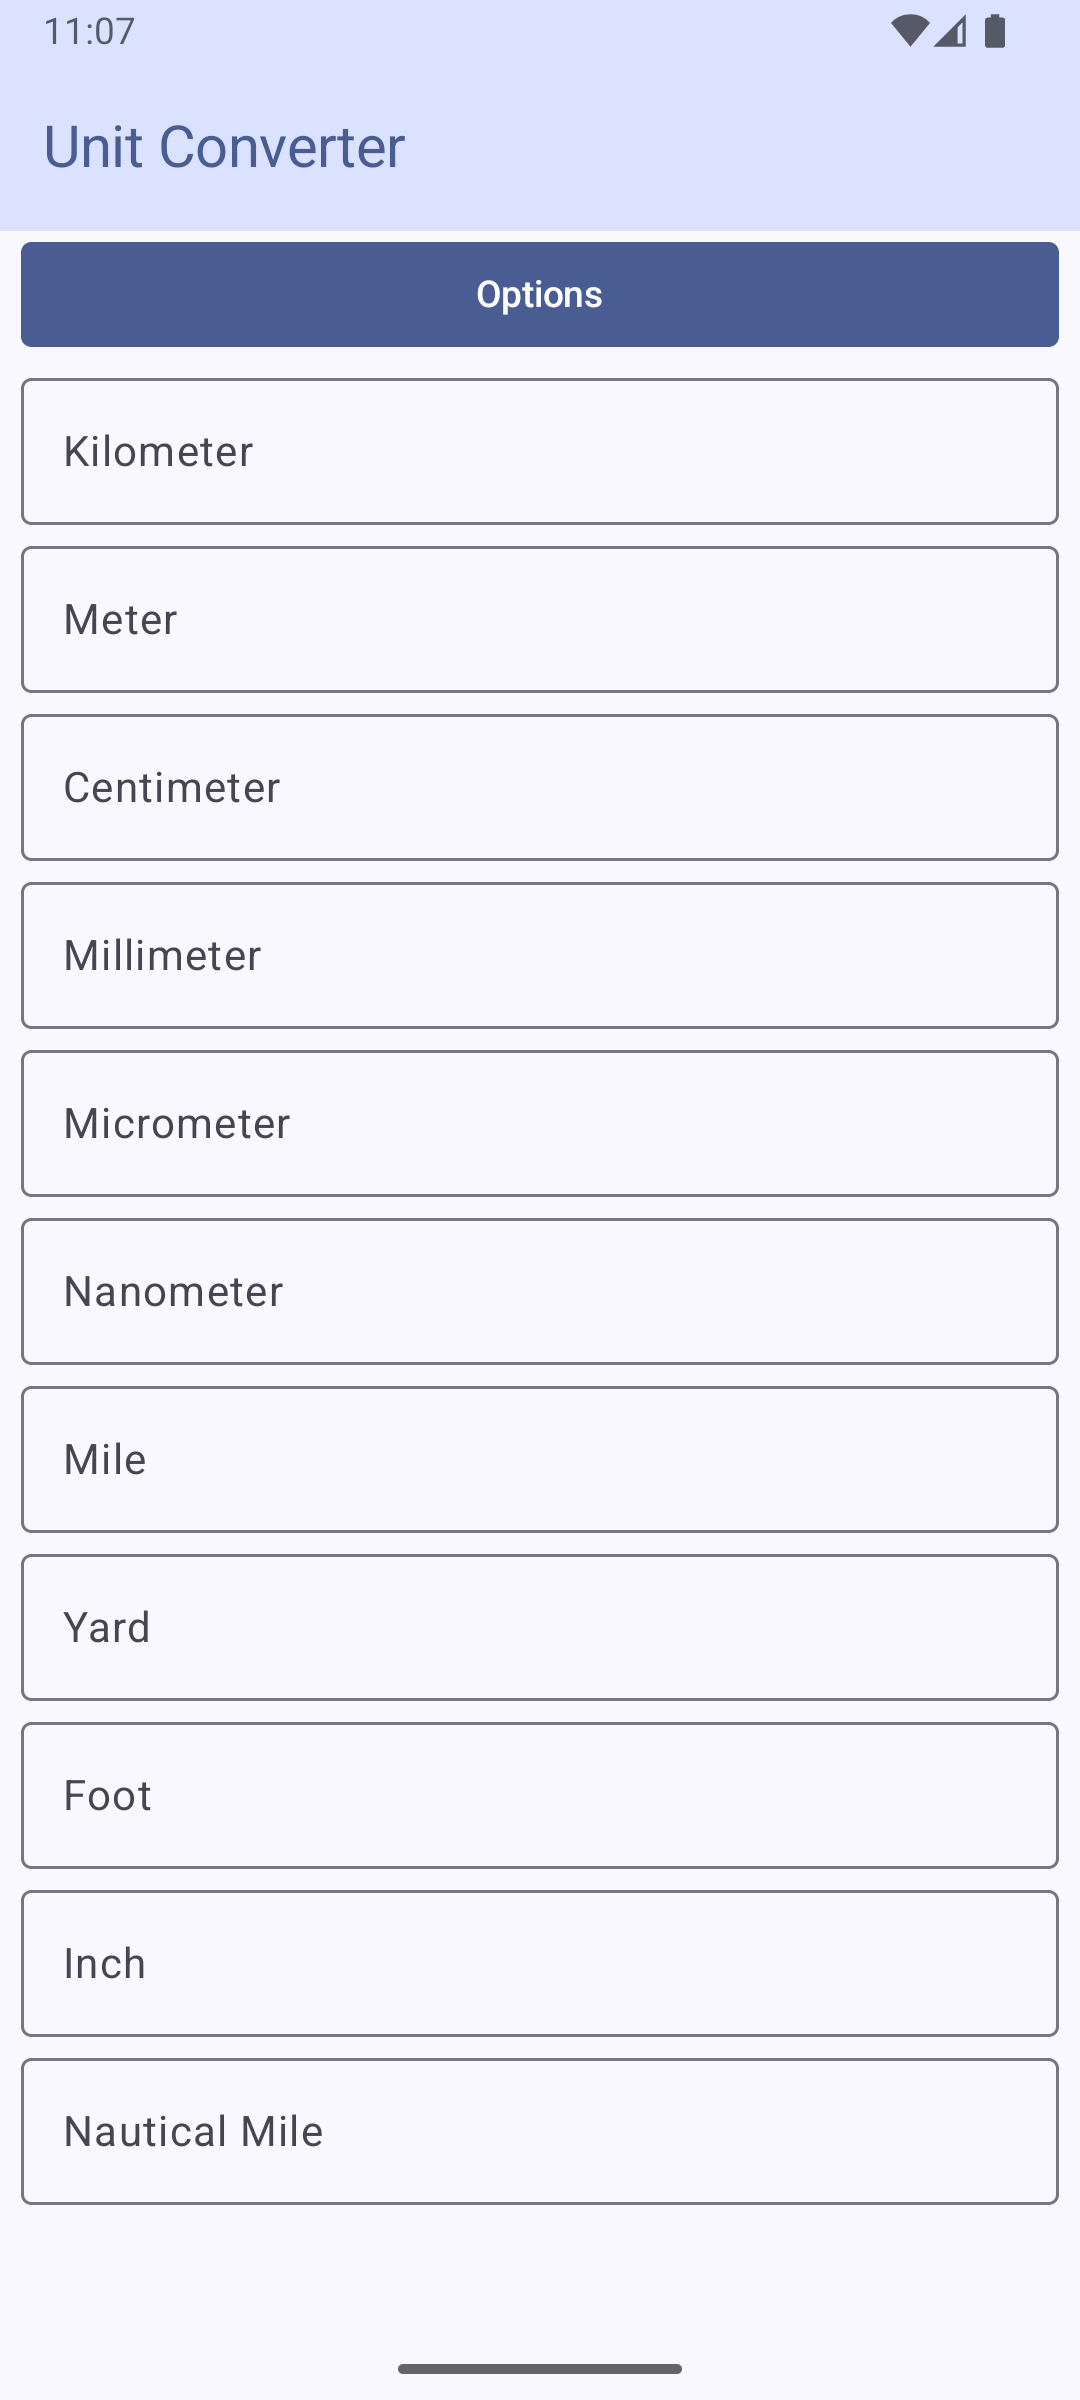 11:07
Unit Converter
Options
Kilometer
Meter
Centimeter
Millimeter
Micrometer
Nanometer
Mile
Yard
Foot
Inch
Nautical Mile